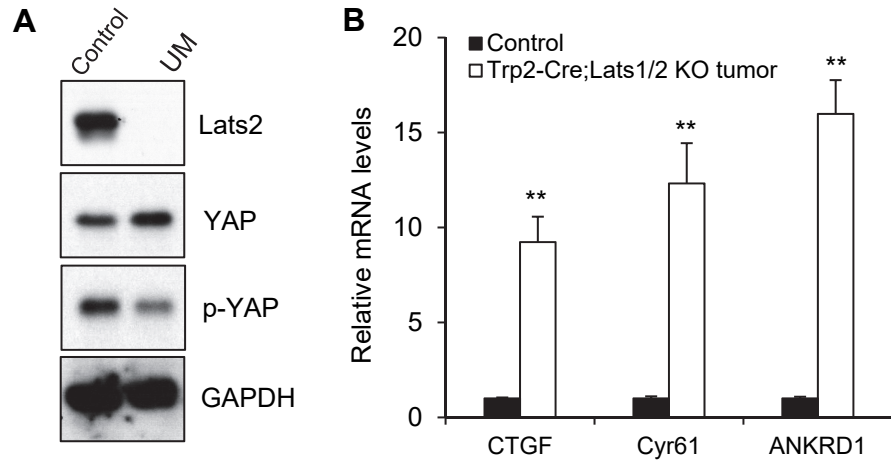 A
Control
UM
Lats2
YAP
p-YAP
GAPDH
B
Control
Trp2-Cre;Lats1/2 KO tumor
Relative mRNA levels
20
15
10
5
0
**
**
**
CTGF
Cyr61
ANKRD1